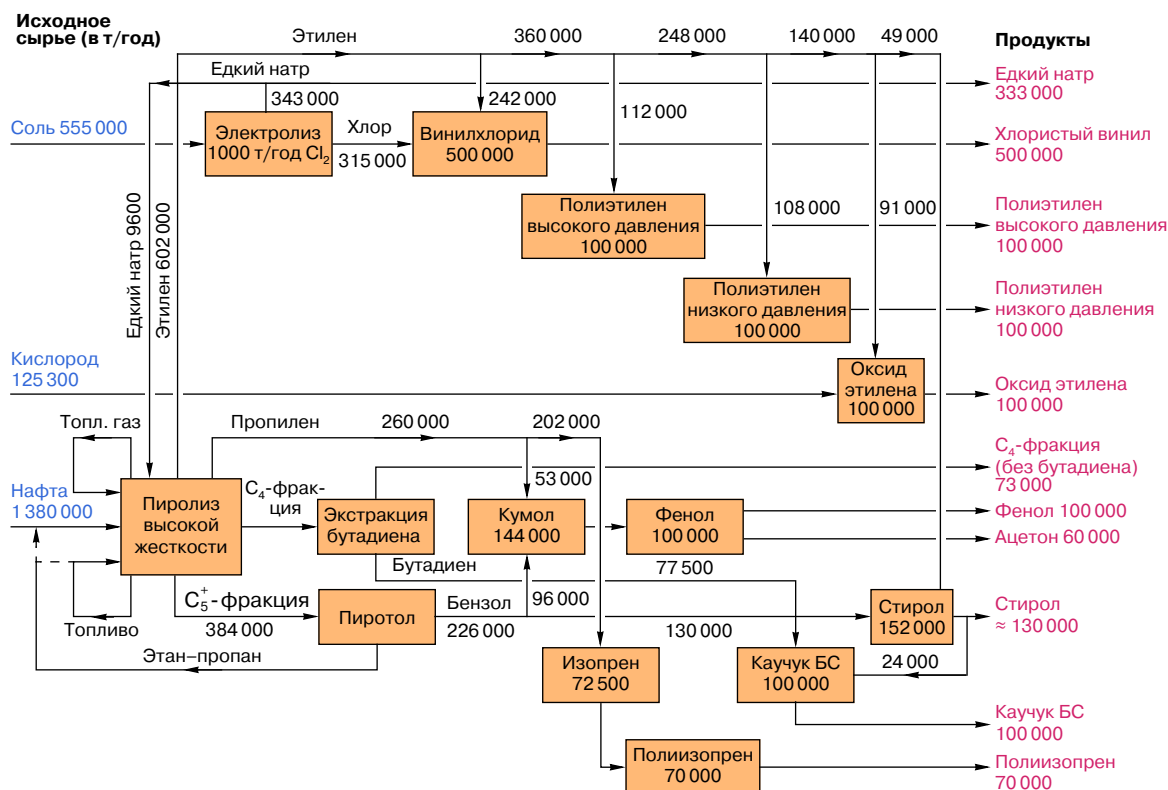 Исходное
сырье (в т/год)
Этилен
360 000
248 000
140 000
49 000
Продукты
Едкий натр
Едкий натр
333 000
343 000
242 000
112 000
Соль 555 000
Электролиз
1000 т/год Cl₂
Хлор
315 000
Винилхлорид
500 000
Хлористый винил
500 000
Едкий натр 9600
Этилен 602 000
Полиэтилен
высокого давления
100 000
108 000
91 000
Полиэтилен
высокого давления
100 000
Полиэтилен
низкого давления
100 000
Полиэтилен
низкого давления
100 000
Кислород
125 300
Оксид
этилена
100 000
Оксид этилена
100 000
Топл. газ
Пропилен
260 000
202 000
53 000
C₄-фракция
(без бутадиена)
73 000
Нафта
1 380 000
Пиролиз
высокой
жесткости
C₄-фрак-
ция
Экстракция
бутадиена
Кумол
144 000
Фенол
100 000
Фенол 100 000
Ацетон 60 000
Бутадиен
77 500
Топливо
C₅⁺-фракция
384 000
Пиротол
Бензол
226 000
96 000
130 000
Стирол
152 000
Стирол
≈ 130 000
Этан–пропан
Изопрен
72 500
Каучук БС
100 000
24 000
Каучук БС
100 000
Полиизопрен
70 000
Полиизопрен
70 000